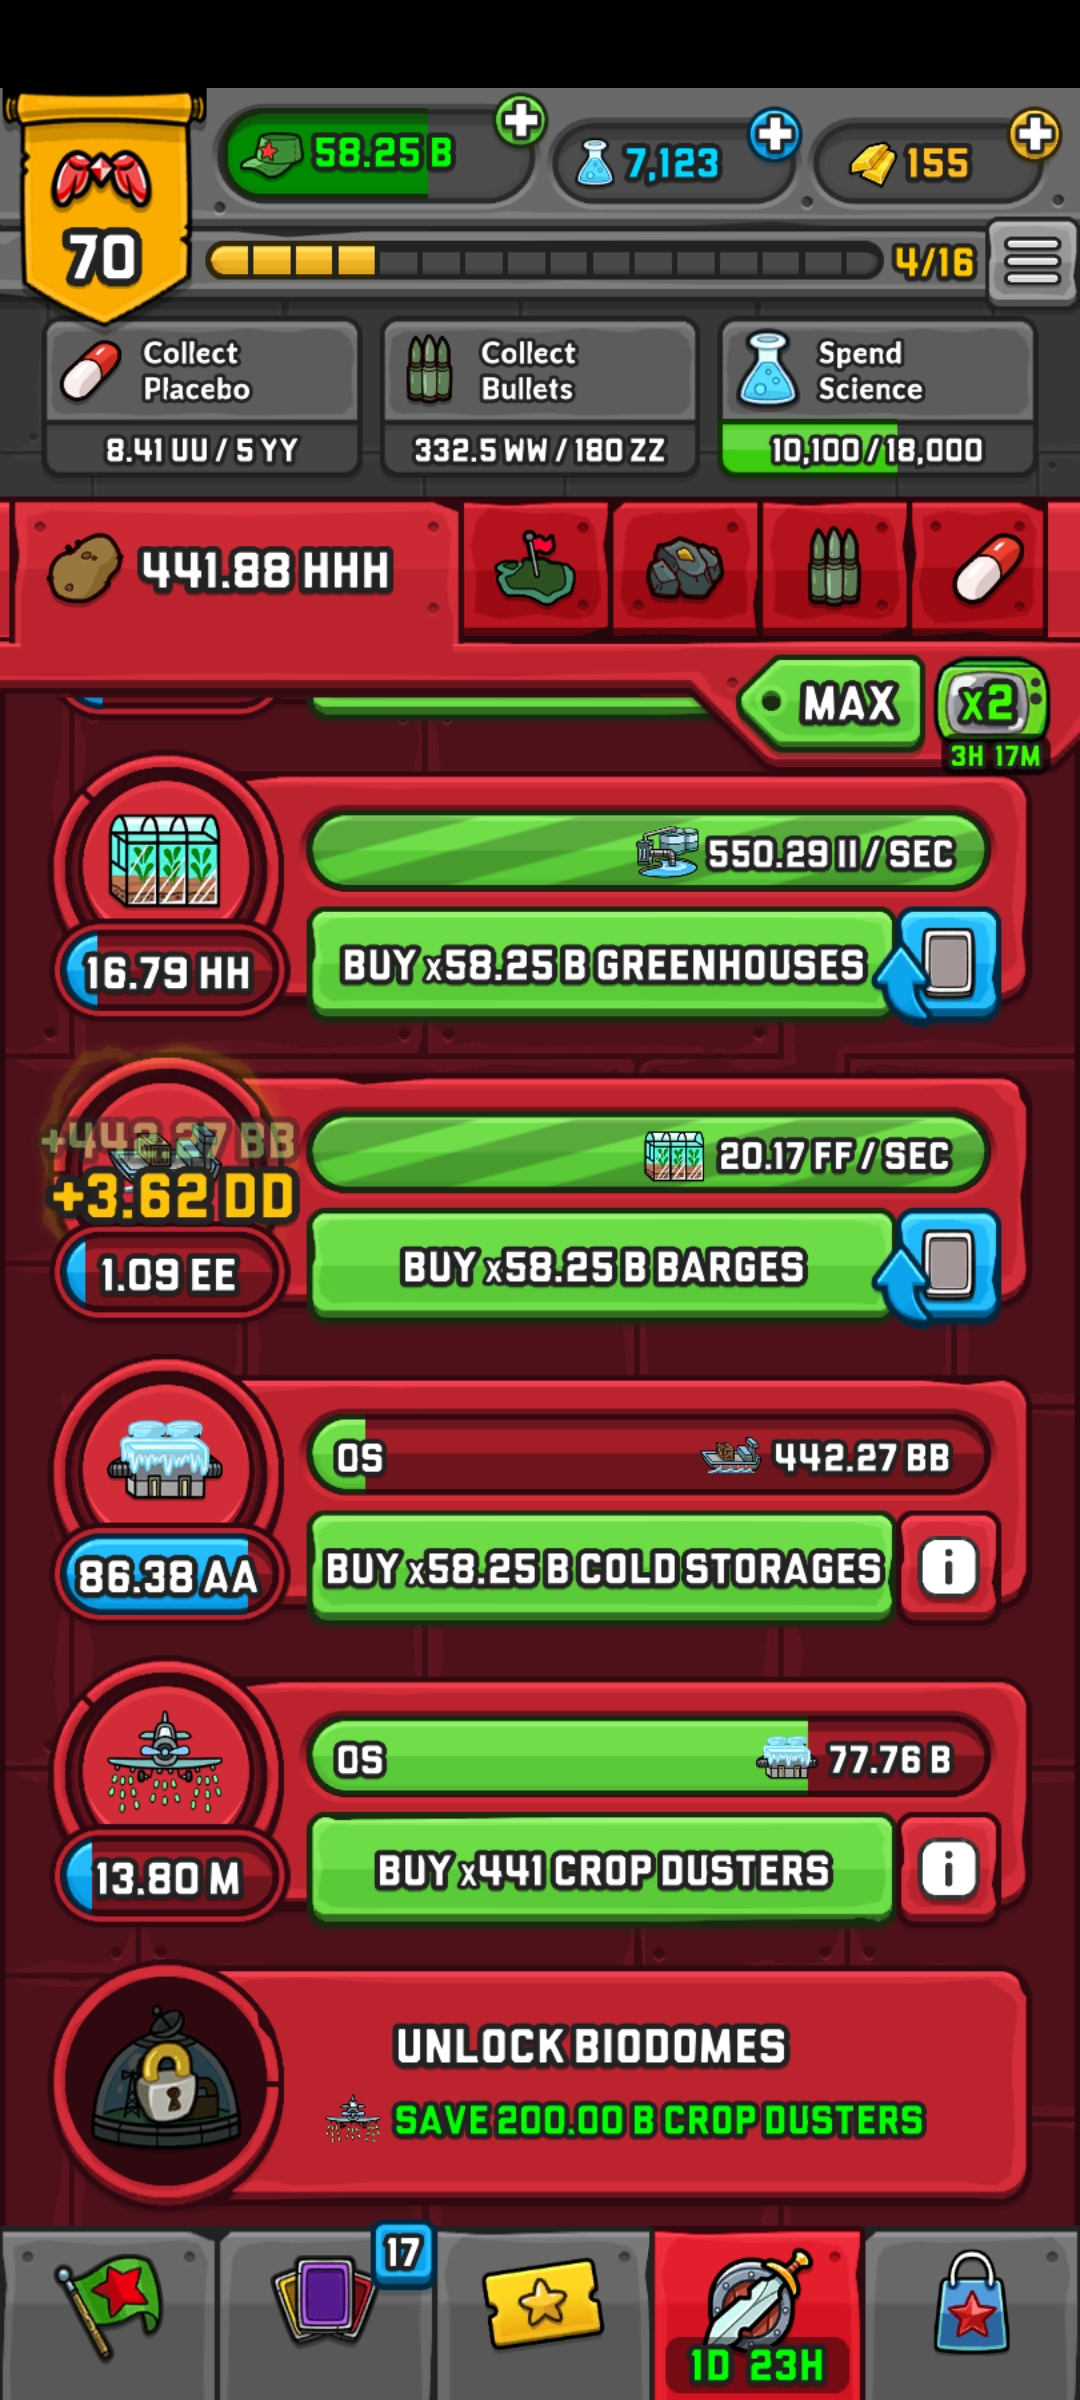 58.25 B
7,123
155
70
4/16
Collect
Placebo
8.41 UU / 5 YY
Collect
Bullets
332.5 WW / 180 ZZ
Spend
Science
10,100 / 18,000
441.88 HHH
MAX
x2
3H 17M
550.29 II / SEC
16.79 HH
BUY x58.25 B GREENHOUSES
+442.27 BB
+3.62 DD
20.17 FF / SEC
1.09 EE
BUY x58.25 B BARGES
0S
442.27 BB
86.38 AA
BUY x58.25 B COLD STORAGES
i
0S
77.76 B
13.80 M
BUY x441 CROP DUSTERS
i
UNLOCK BIODOMES
SAVE 200.00 B CROP DUSTERS
17
1D 23H